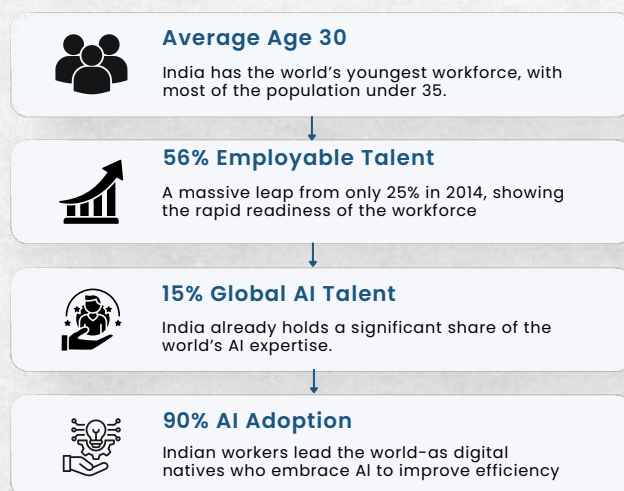 Average Age 30
India has the world's youngest workforce, with
most of the population under 35.
56% Employable Talent
A massive leap from only 25% in 2014, showing
the rapid readiness of the workforce
15% Global AI Talent
India already holds a significant share of the
world's AI expertise.
90% AI Adoption
Indian workers lead the world-as digital
natives who embrace AI to improve efficiency